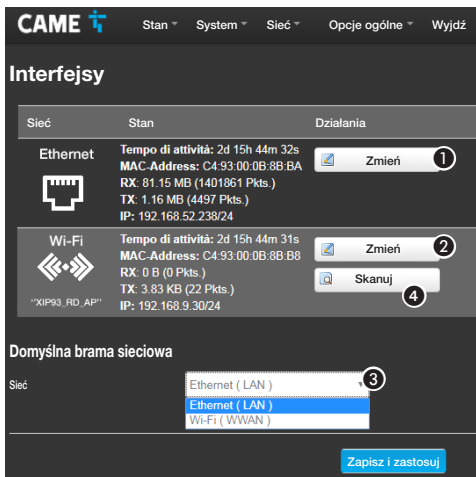 CAME
Stan System Sieć Opcje ogólne Wyjdź
Interfejsy
Sieć Stan Działania
Ethernet
Tempo di attività: 2d 15h 44m 32s
MAC-Address: C4:93:00:0B:8B:BA
RX: 81.15 MB (1401861 Pkts.)
TX: 1.16 MB (4497 Pkts.)
IP: 192.168.52.238/24
Zmień 1
Wi-Fi
"XIP93_RD_AP"
Tempo di attività: 2d 15h 44m 31s
MAC-Address: C4:93:00:0B:8B:B8
RX: 0 B (0 Pkts.)
TX: 3.83 KB (22 Pkts.)
IP: 192.168.9.30/24
Zmień 2
Skanuj 4
Domyślna brama sieciowa
Sieć Ethernet ( LAN ) 3
Ethernet ( LAN )
Wi-Fi ( WWAN )
Zapisz i zastosuj